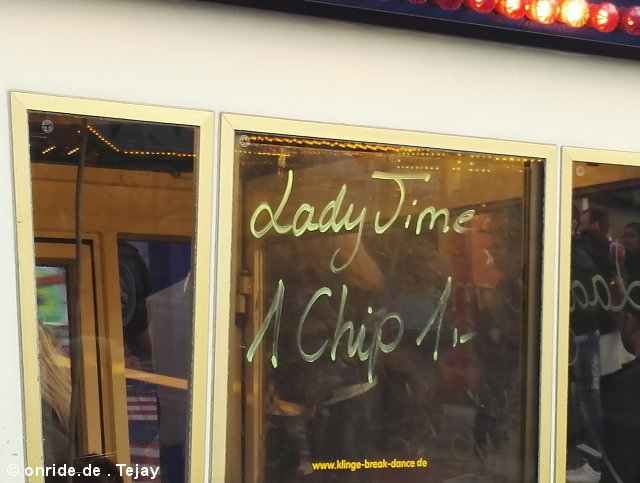 Lady Time
1 Chip 1,-
www.klinge-break-dance.de
© onride.de . Tejay